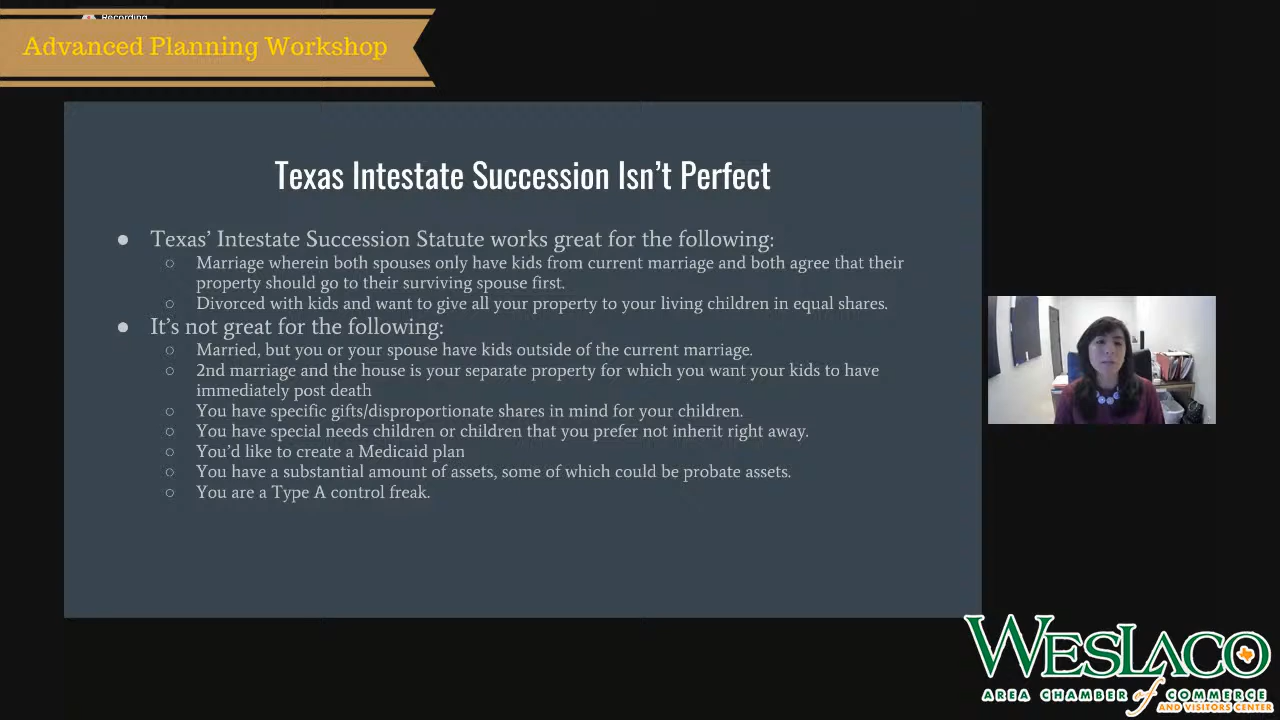 Recording
Advanced Planning Workshop
Texas Intestate Succession Isn't Perfect
● Texas' Intestate Succession Statute works great for the following:
○ Marriage wherein both spouses only have kids from current marriage and both agree that their
property should go to their surviving spouse first.
○ Divorced with kids and want to give all your property to your living children in equal shares.
● It's not great for the following:
○ Married, but you or your spouse have kids outside of the current marriage.
○ 2nd marriage and the house is your separate property for which you want your kids to have
immediately post death
○ You have specific gifts/disproportionate shares in mind for your children.
○ You have special needs children or children that you prefer not inherit right away.
○ You'd like to create a Medicaid plan
○ You have a substantial amount of assets, some of which could be probate assets.
○ You are a Type A control freak.
WESLACO
AREA CHAMBER of COMMERCE
AND VISITORS CENTER